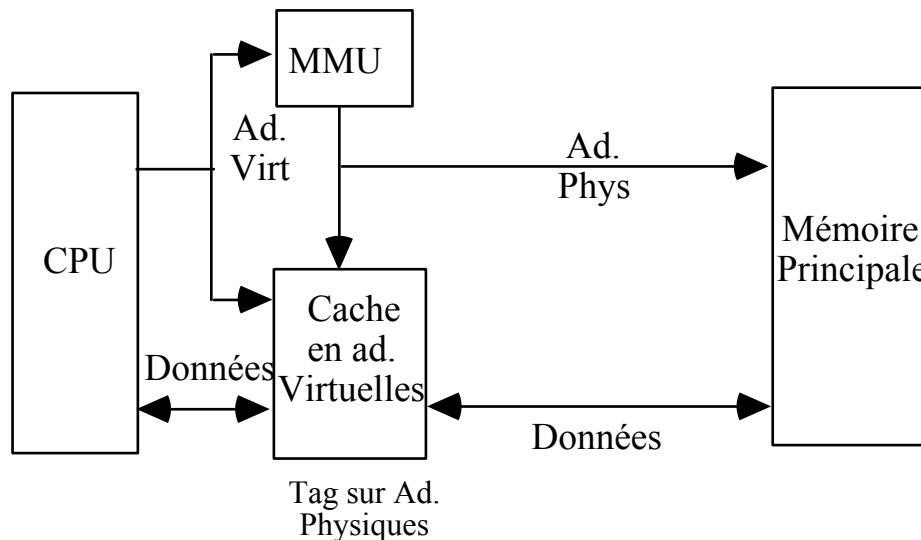 MMU
Ad.
Virt
Ad.
Phys
CPU
Mémoire
Principale
Cache
en ad.
Virtuelles
Données
Données
Tag sur Ad.
Physiques